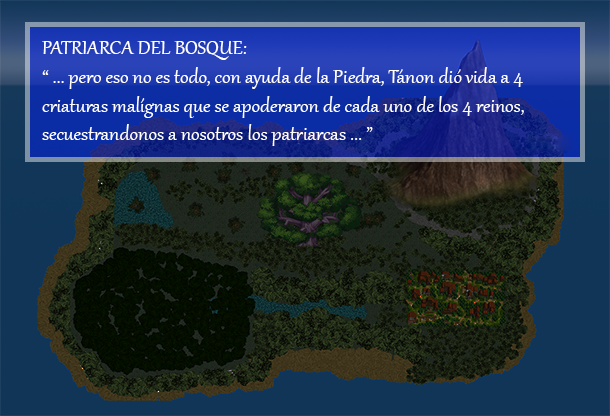 PATRIARCA DEL BOSQUE:
“ ... pero eso no es todo, con ayuda de la Piedra, Tánon dió vida a 4
criaturas malígnas que se apoderaron de cada uno de los 4 reinos,
secuestrandonos a nosotros los patriarcas ... ”